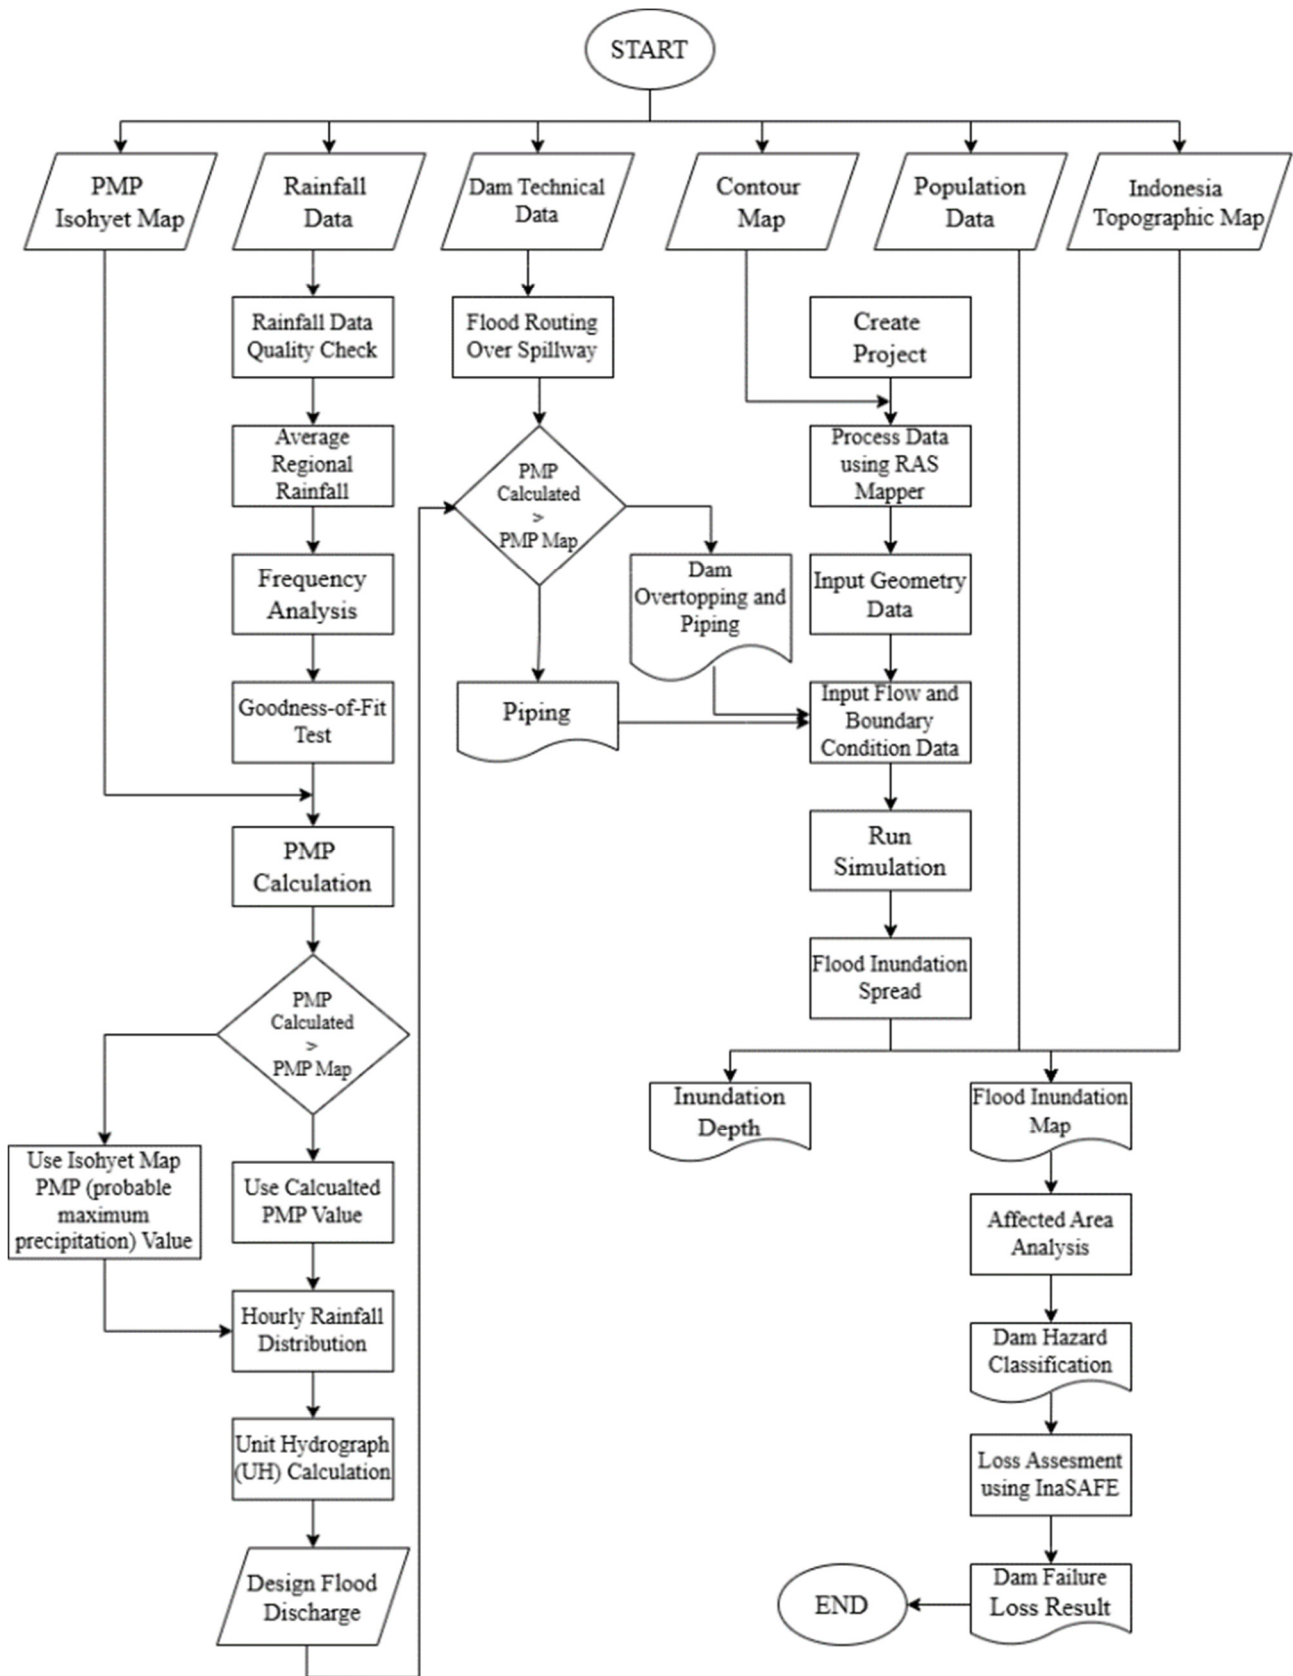 START
PMP
Isohyet Map
Rainfall
Data
Dam Technical
Data
Contour
Map
Population
Data
Indonesia
Topographic Map
Rainfall Data
Quality Check
Average
Regional
Rainfall
Frequency
Analysis
Goodness-of-Fit
Test
PMP
Calculation
PMP
Calculated
>
PMP Map
Use Isohyet Map
PMP (probable
maximum
precipitation) Value
Use Calcualted
PMP Value
Hourly Rainfall
Distribution
Unit Hydrograph
(UH) Calculation
Design Flood
Discharge
Flood Routing
Over Spillway
PMP
Calculated
>
PMP Map
Dam
Overtopping and
Piping
Piping
Create
Project
Process Data
using RAS
Mapper
Input Geometry
Data
Input Flow and
Boundary
Condition Data
Run
Simulation
Flood Inundation
Spread
Inundation
Depth
Flood Inundation
Map
Affected Area
Analysis
Dam Hazard
Classification
Loss Assesment
using InaSAFE
Dam Failure
Loss Result
END